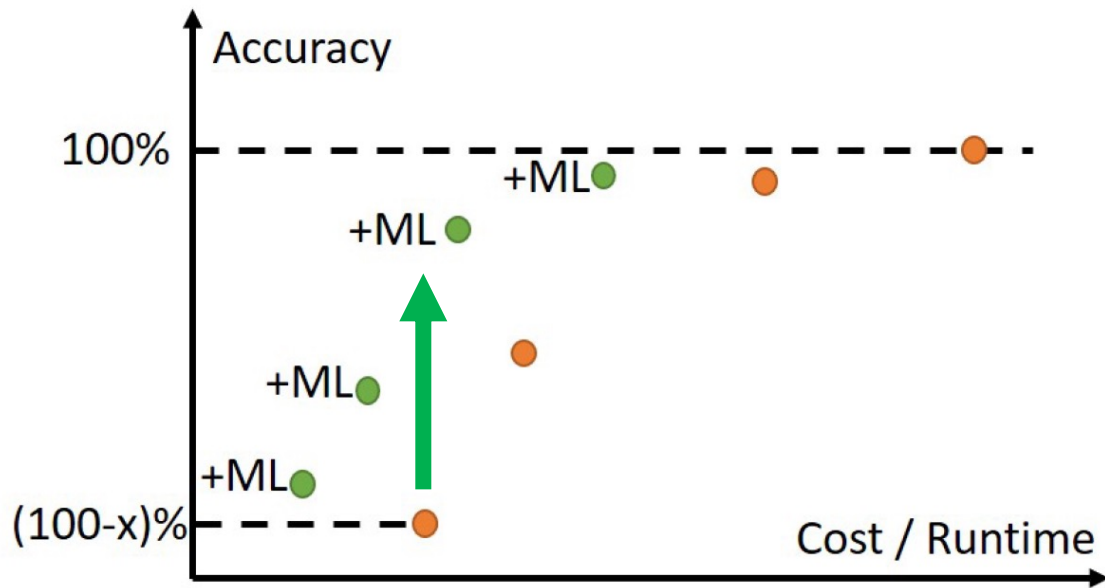 Accuracy
100%
+ML
+ML
+ML
+ML
(100-x)%
Cost / Runtime